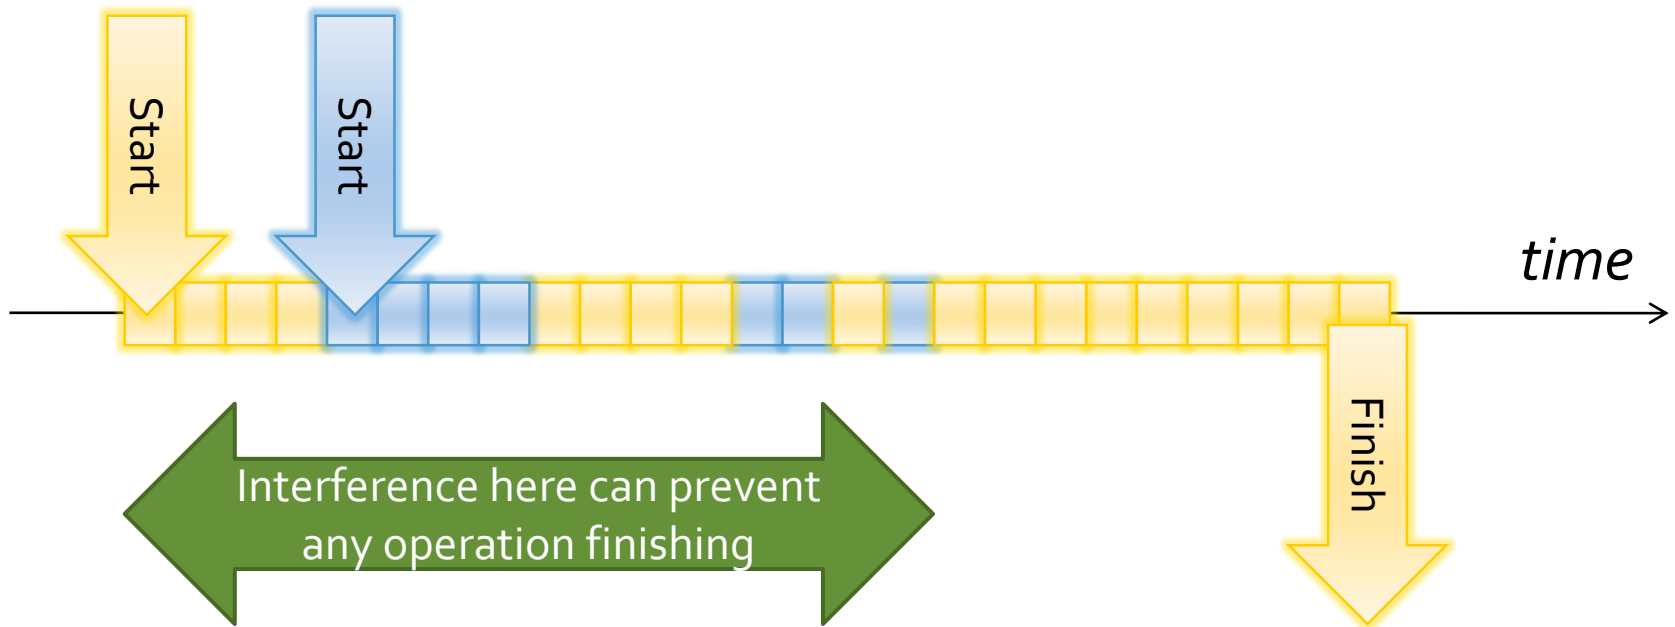 Start
Start
time
Interference here can prevent
any operation finishing
Finish